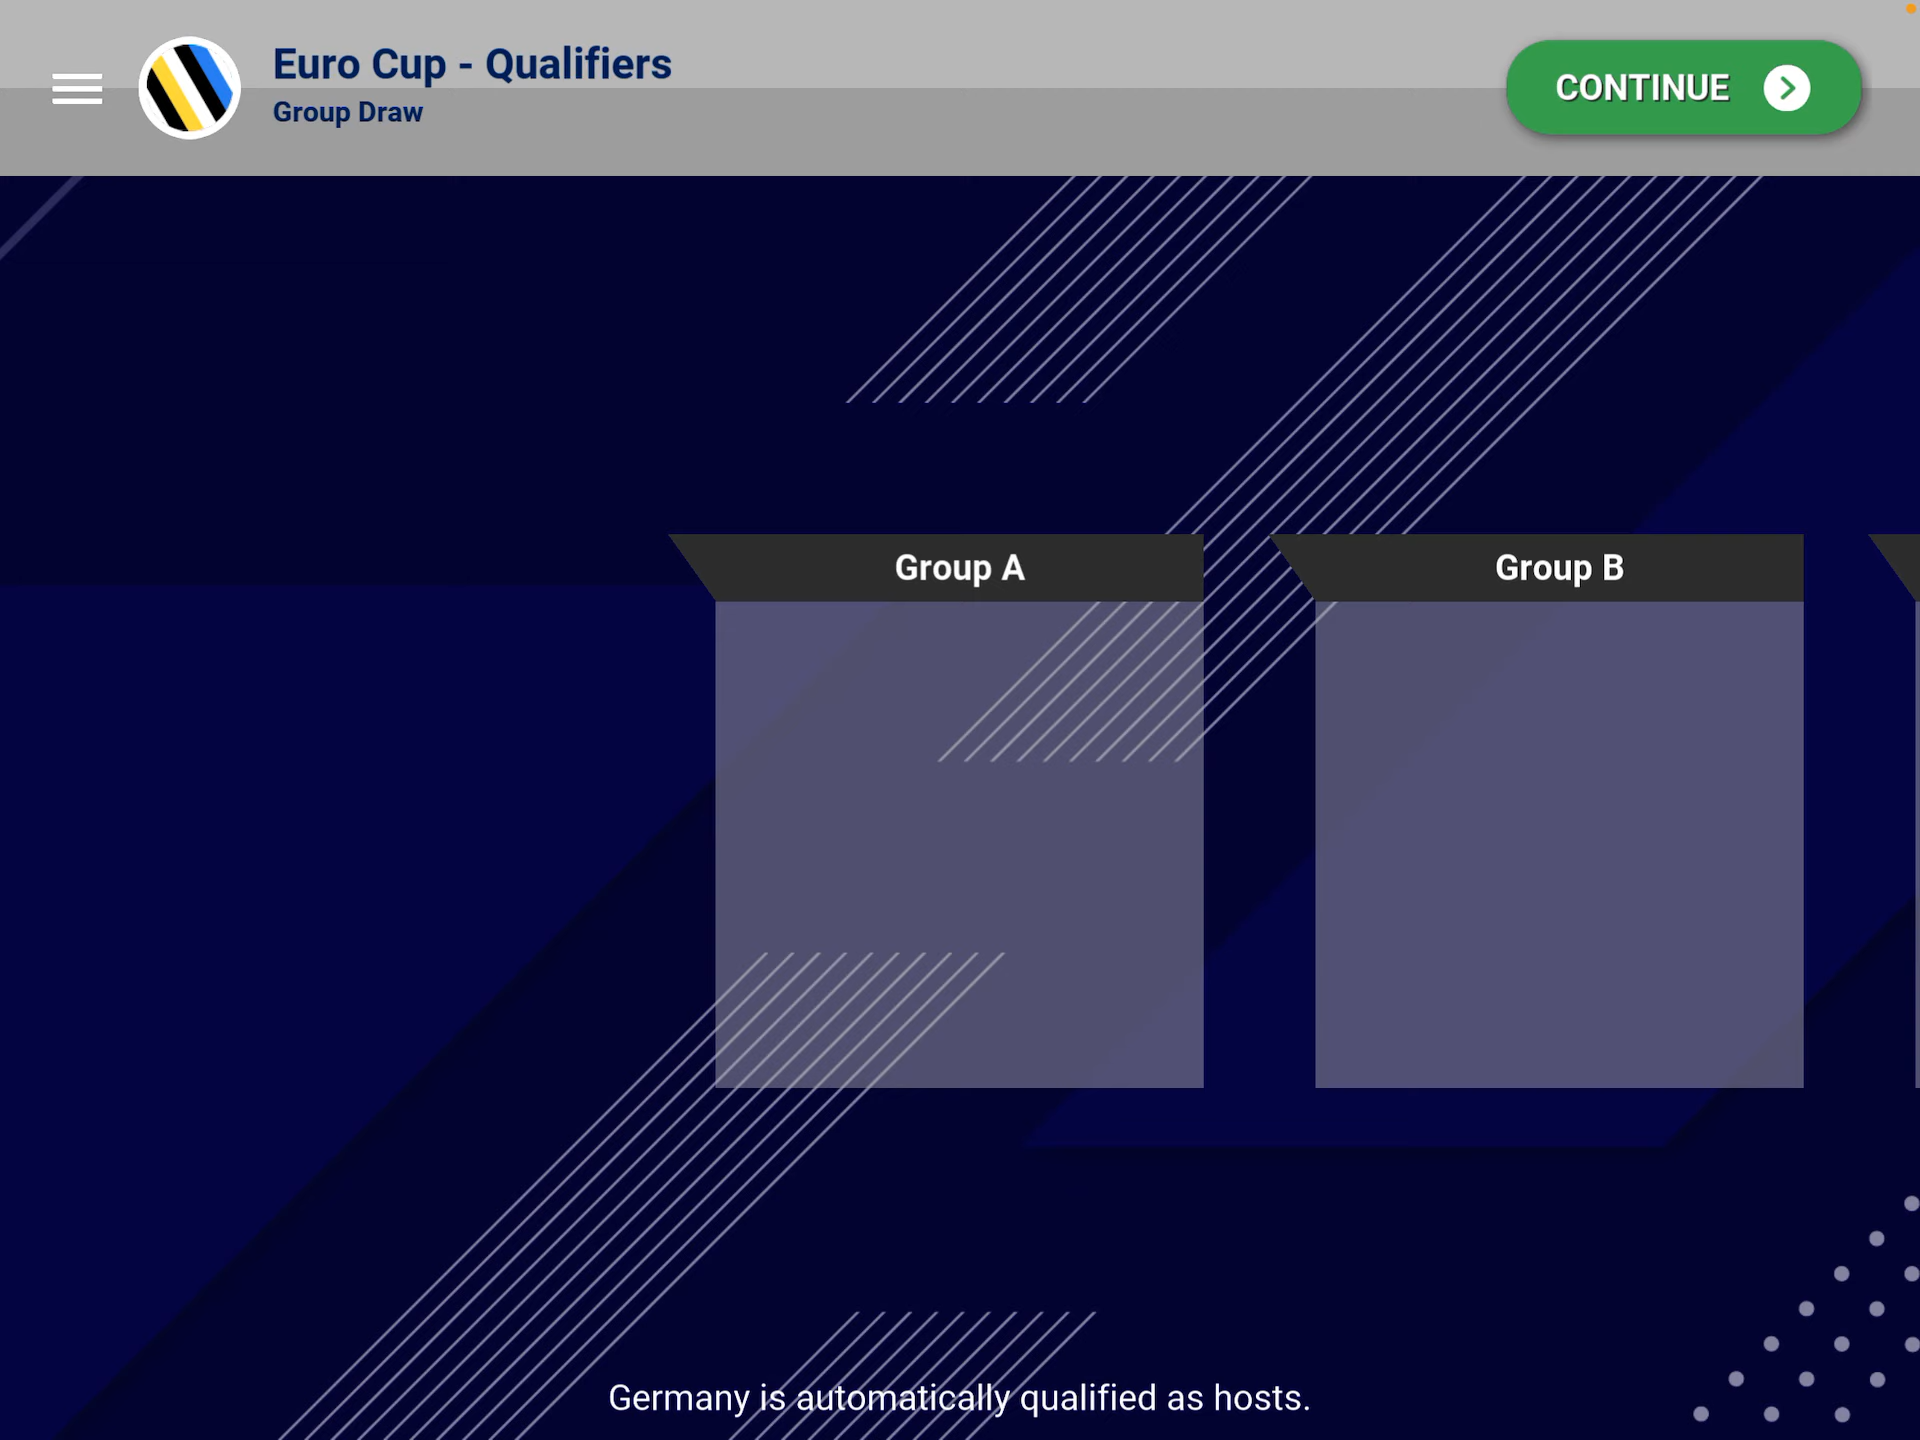 Euro Cup - Qualifiers
Group Draw
CONTINUE
Group A
Group B
Germany is automatically qualified as hosts.